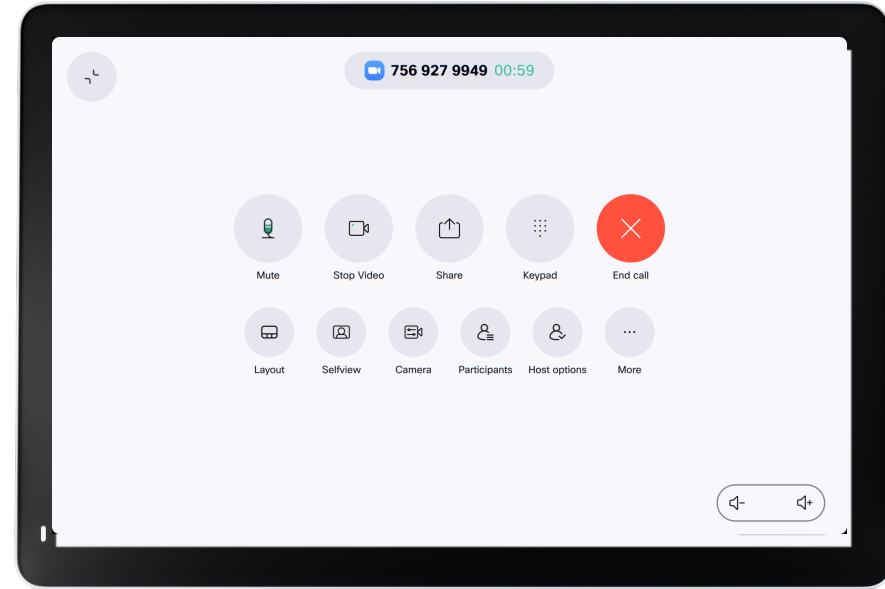 756 927 9949 00:59
Mute Stop Video Share Keypad End call
Layout Selfview Camera Participants Host options More